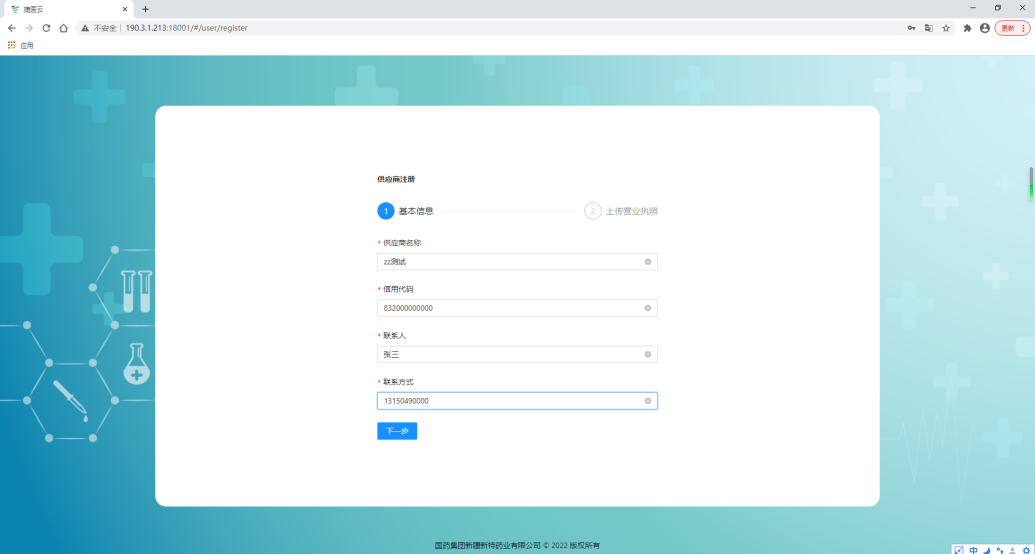 捷医云
不安全 | 190.3.1.213:18001/#/user/register
更新
应用
供应商注册
1 基本信息
2 上传营业执照
* 供应商名称
zz测试
* 信用代码
832000000000
* 联系人
张三
* 联系方式
13150490000
下一步
国药集团新疆新特药业有限公司 © 2022 版权所有
中